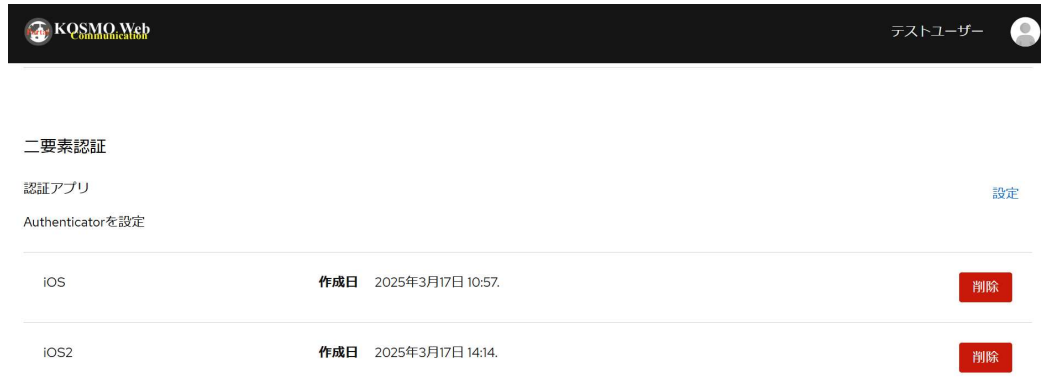 KOSMO Web
Communication
テストユーザー
二要素認証
認証アプリ
設定
Authenticatorを設定
iOS 作成日 2025年3月17日 10:57. 削除
iOS2 作成日 2025年3月17日 14:14. 削除